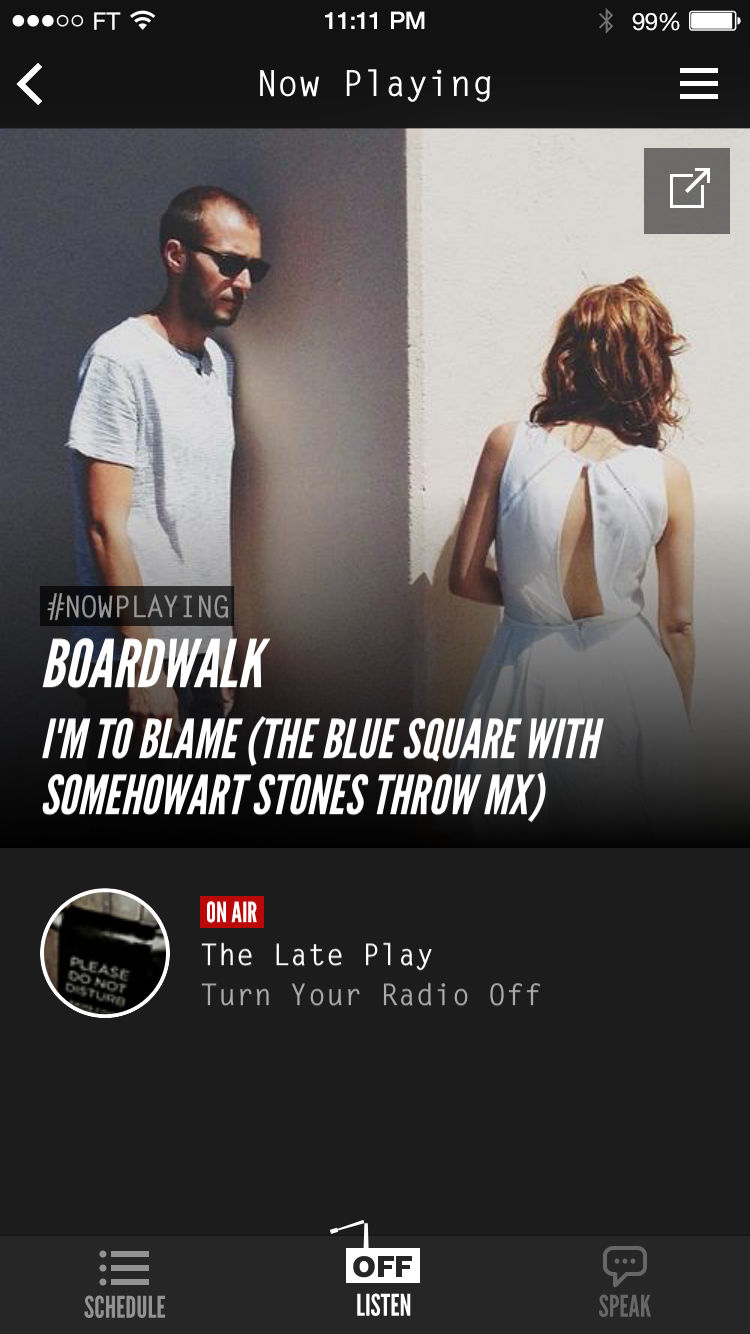 FT 11:11 PM 99%
Now Playing
#NOWPLAYING
BOARDWALK
I'M TO BLAME (THE BLUE SQUARE WITH
SOMEHOWART STONES THROW MX)
PLEASE
DO NOT
DISTURB
ON AIR
The Late Play
Turn Your Radio Off
SCHEDULE
OFF
LISTEN
SPEAK